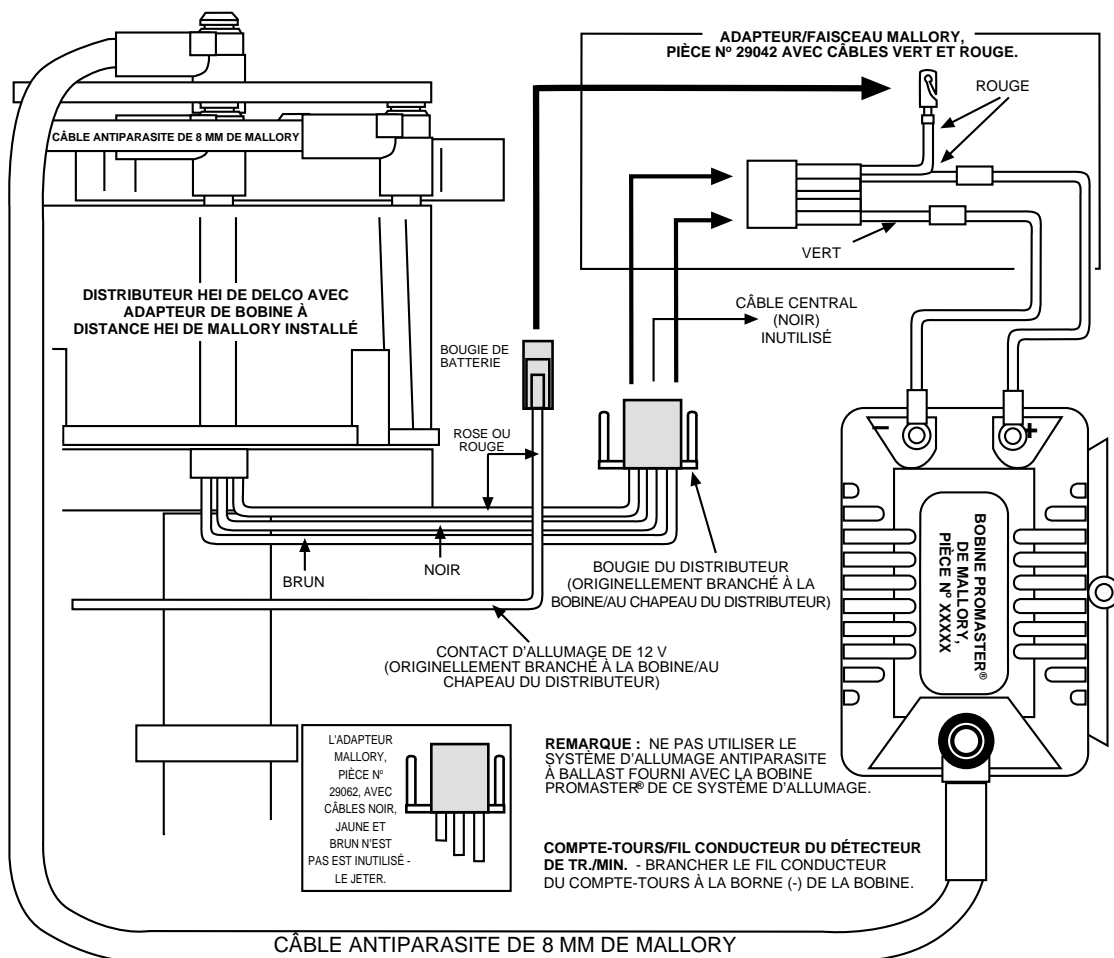 ADAPTEUR/FAISCEAU MALLORY,
PIÈCE Nº 29042 AVEC CÂBLES VERT ET ROUGE.
ROUGE
CÂBLE ANTIPARASITE DE 8 MM DE MALLORY
VERT
DISTRIBUTEUR HEI DE DELCO AVEC
ADAPTEUR DE BOBINE À
DISTANCE HEI DE MALLORY INSTALLÉ
CÂBLE CENTRAL
(NOIR)
INUTILISÉ
BOUGIE DE
BATTERIE
ROSE OU
ROUGE
–
+
BOBINE PROMASTER®
DE MALLORY,
PIÈCE Nº XXXXX
BRUN
NOIR
BOUGIE DU DISTRIBUTEUR
(ORIGINELLEMENT BRANCHÉ À LA
BOBINE/AU CHAPEAU DU DISTRIBUTEUR)
CONTACT D'ALLUMAGE DE 12 V
(ORIGINELLEMENT BRANCHÉ À LA BOBINE/AU
CHAPEAU DU DISTRIBUTEUR)
L'ADAPTEUR
MALLORY,
PIÈCE Nº
29062, AVEC
CÂBLES NOIR,
JAUNE ET
BRUN N'EST
PAS EST INUTILISÉ -
LE JETER.
REMARQUE : NE PAS UTILISER LE
SYSTÈME D'ALLUMAGE ANTIPARASITE
À BALLAST FOURNI AVEC LA BOBINE
PROMASTER® DE CE SYSTÈME D'ALLUMAGE.
COMPTE-TOURS/FIL CONDUCTEUR DU DÉTECTEUR
DE TR./MIN. - BRANCHER LE FIL CONDUCTEUR
DU COMPTE-TOURS À LA BORNE (-) DE LA BOBINE.
CÂBLE ANTIPARASITE DE 8 MM DE MALLORY